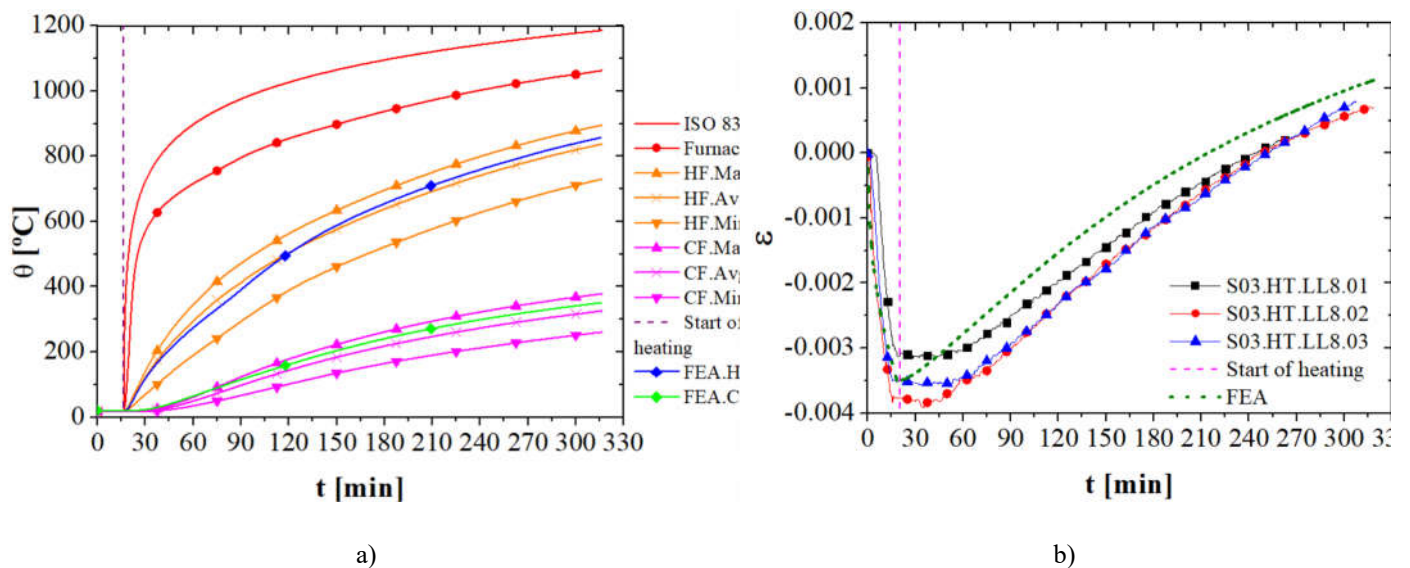 1200
1000
800
600
400
200
0
θ [ºC]
0 30 60 90 120 150 180 210 240 270 300 330
t [min]
ISO 83
Furnac
HF.Ma
HF.Av
HF.Min
CF.Ma
CF.Avg
CF.Min
Start of
heating
FEA.H
FEA.C
a)
0.002
0.001
0.000
-0.001
-0.002
-0.003
-0.004
ε
0 30 60 90 120 150 180 210 240 270 300 33
t [min]
S03.HT.LL8.01
S03.HT.LL8.02
S03.HT.LL8.03
Start of heating
FEA
b)